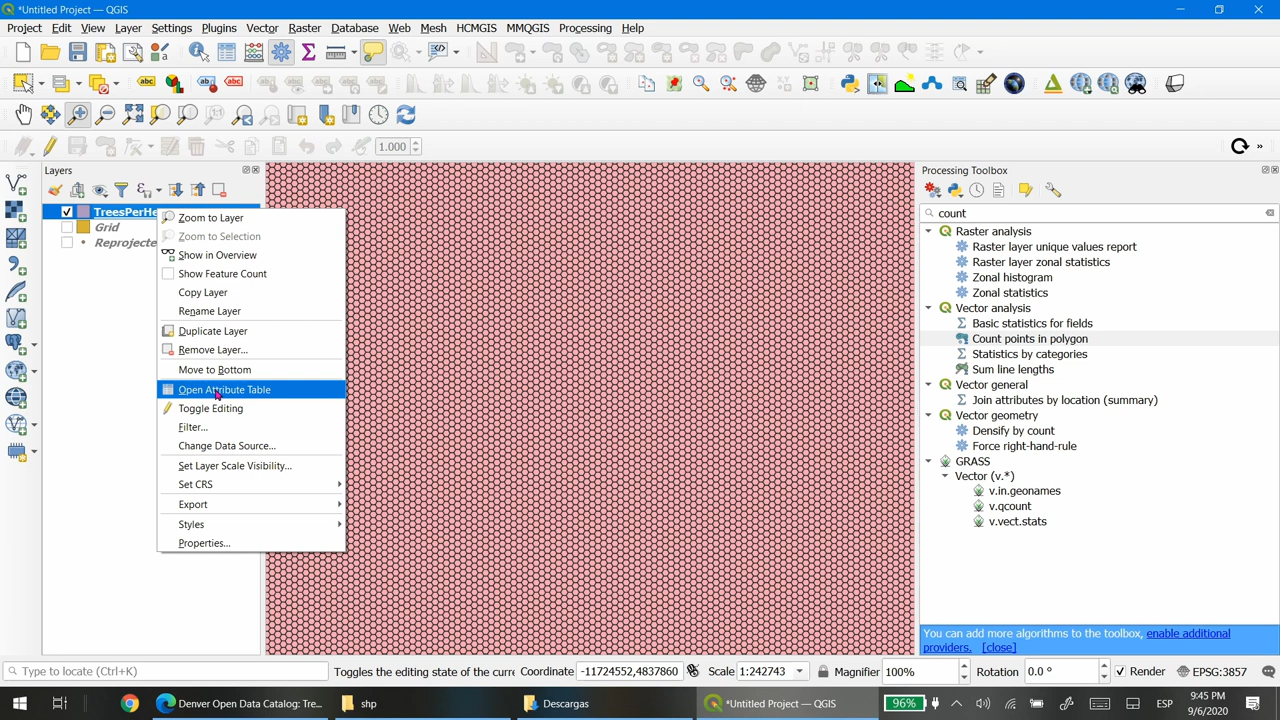 *Untitled Project — QGIS
Project Edit View Layer Settings Plugins Vector Raster Database Web Mesh HCMGIS MMQGIS Processing Help
abc abc abc
1.000
Layers
TreesPerHe
Grid
Reprojecte
Zoom to Layer
Zoom to Selection
Show in Overview
Show Feature Count
Copy Layer
Rename Layer
Duplicate Layer
Remove Layer...
Move to Bottom
Open Attribute Table
Toggle Editing
Filter...
Change Data Source...
Set Layer Scale Visibility...
Set CRS
Export
Styles
Properties...
Processing Toolbox
count
Raster analysis
Raster layer unique values report
Raster layer zonal statistics
Zonal histogram
Zonal statistics
Vector analysis
Basic statistics for fields
Count points in polygon
Statistics by categories
Sum line lengths
Vector general
Join attributes by location (summary)
Vector geometry
Densify by count
Force right-hand-rule
GRASS
Vector (v.*)
v.in.geonames
v.qcount
v.vect.stats
You can add more algorithms to the toolbox, enable additional
providers. [close]
Type to locate (Ctrl+K) Toggles the editing state of the curre Coordinate -11724552,4837860 Scale 1:242743 Magnifier 100% Rotation 0.0 ° Render EPSG:3857
Denver Open Data Catalog: Tre... shp Descargas *Untitled Project — QGIS 96% ESP 9:45 PM
9/6/2020